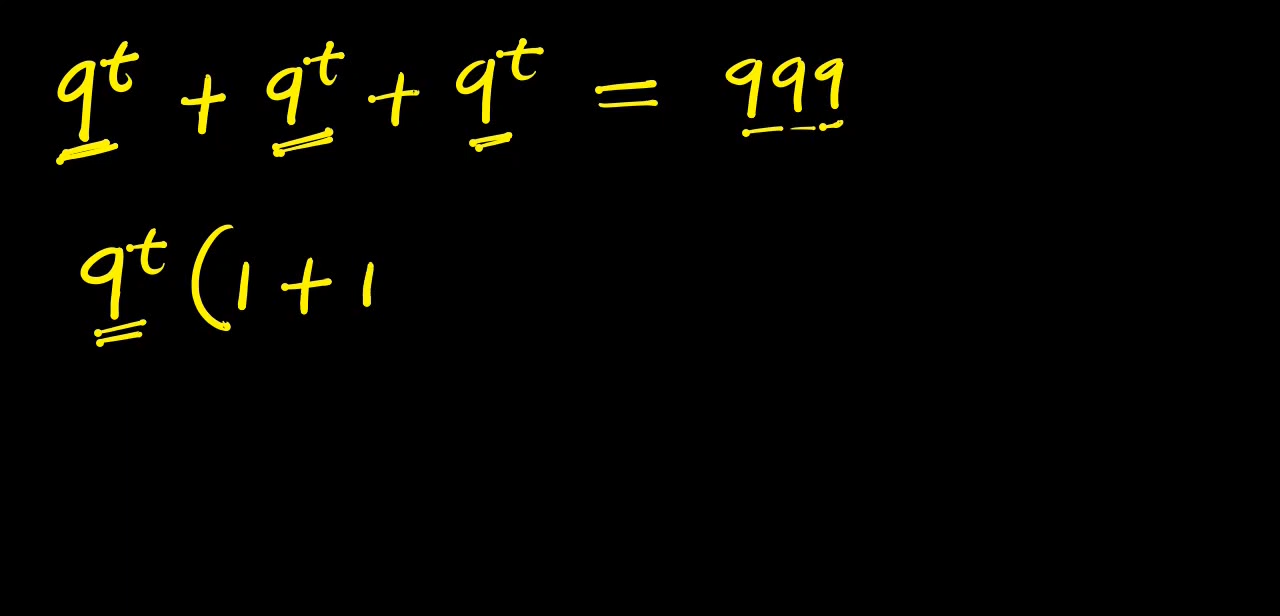 9^t + 9^t + 9^t = 999
9^t (1 + 1